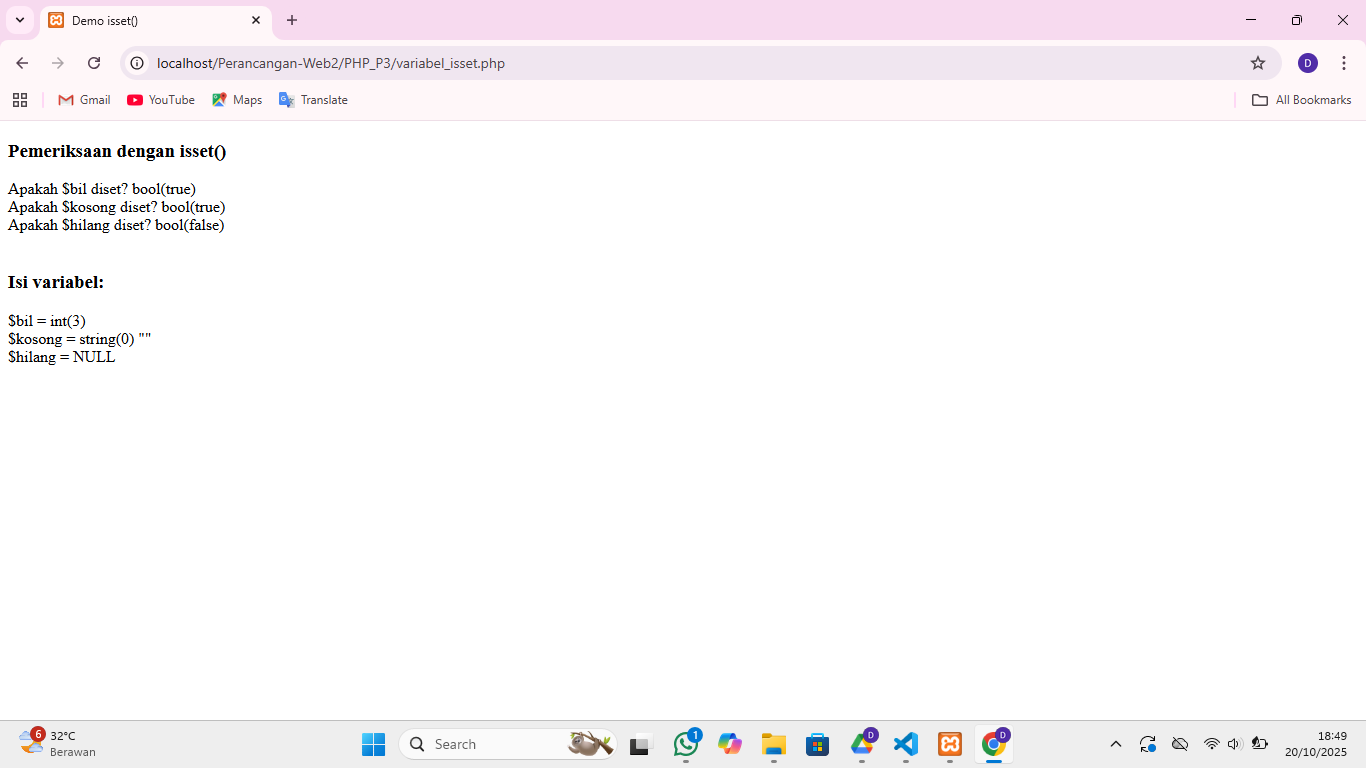 Demo isset()
localhost/Perancangan-Web2/PHP_P3/variabel_isset.php
D
Gmail
YouTube
Maps
Translate
All Bookmarks
Pemeriksaan dengan isset()
Apakah $bil diset? bool(true)
Apakah $kosong diset? bool(true)
Apakah $hilang diset? bool(false)
Isi variabel:
$bil = int(3)
$kosong = string(0) ""
$hilang = NULL
6
32°C
Berawan
Search
1
D
D
18:49
20/10/2025